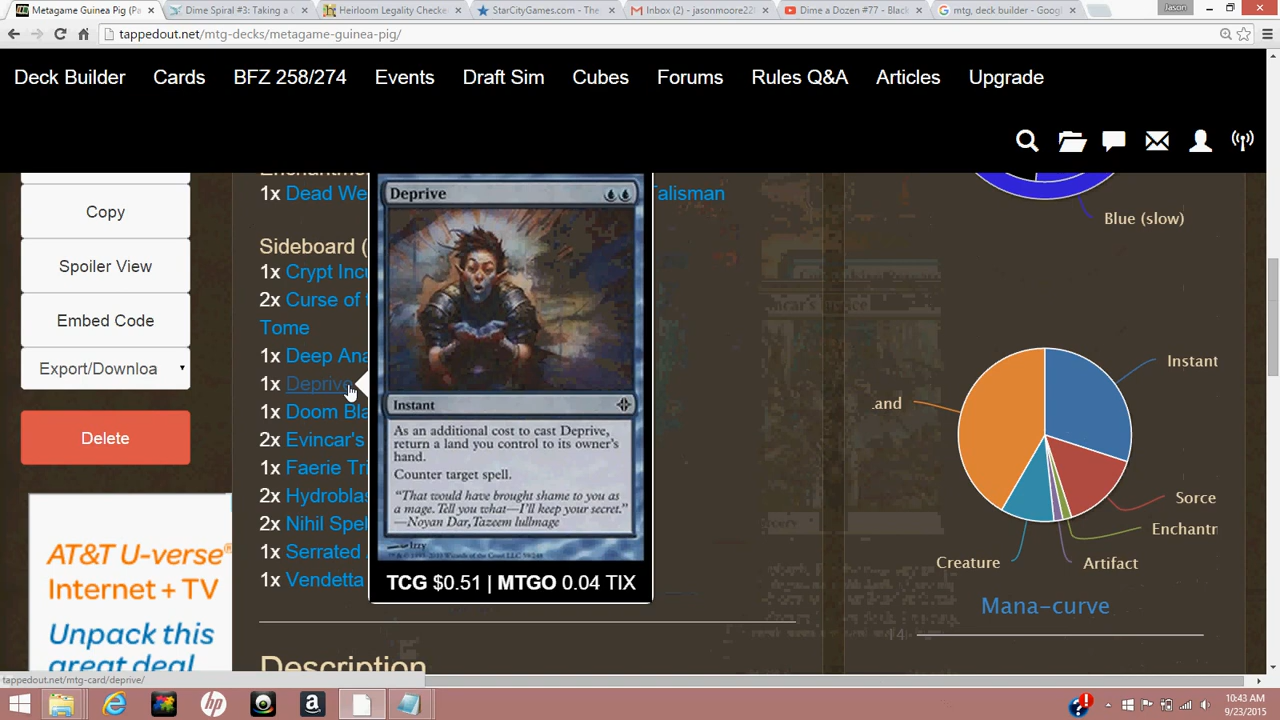 Metagame Guinea Pig (Pa
Dime Spiral #3: Taking a C
Heirloom Legality Checke
StarCityGames.com - The
Inbox (2) - jasonmoore22
Dime a Dozen #77 - Black
mtg, deck builder - Goog
Jason
tappedout.net/mtg-decks/metagame-guinea-pig/
Deck Builder Cards BFZ 258/274 Events Draft Sim Cubes Forums Rules Q&A Articles Upgrade
Copy
Spoiler View
Embed Code
Export/Downloa
Delete
AT&T U-verse®
Internet + TV
Unpack this
great deal
Enchantme
1x Dead We
Talisman
Sideboard (
1x Crypt Inc
2x Curse of t
Tome
1x Deep Ana
1x Deprive
1x Doom Bla
2x Evincar's
1x Faerie Tri
2x Hydroblas
2x Nihil Spel
1x Serrated
1x Vendetta
Description
Deprive
Instant
As an additional cost to cast Deprive,
return a land you control to its owner's
hand.
Counter target spell.
"That would have brought shame to you as
a mage. Tell you what—I'll keep your secret."
—Noyan Dar, Tazeem lullmage
Izzy
TCG $0.51 | MTGO 0.04 TIX
Blue (slow)
Instant
.and
Sorce
Enchantr
Creature
Artifact
Mana-curve
14
tappedout.net/mtg-card/deprive/
10:43 AM
9/23/2015